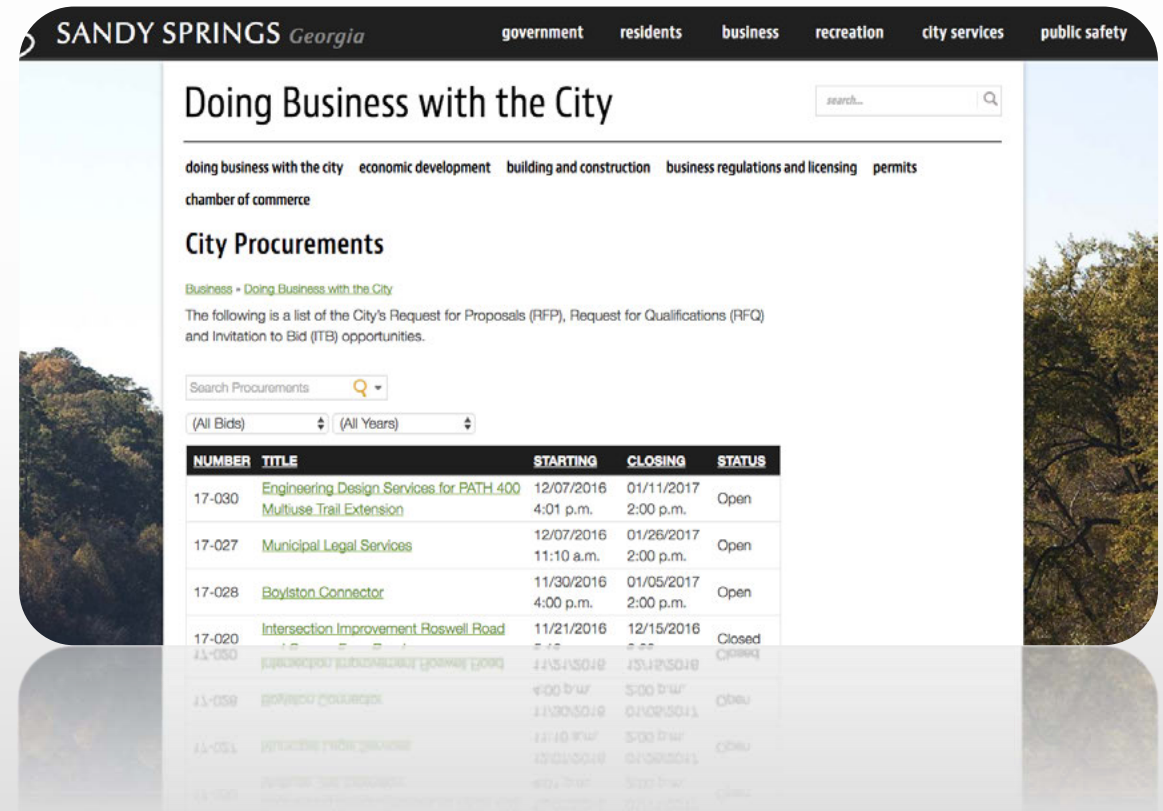 SANDY SPRINGS Georgia
government residents business recreation city services public safety
Doing Business with the City
search...
doing business with the city economic development building and construction business regulations and licensing permits
chamber of commerce
City Procurements
Business » Doing Business with the City
The following is a list of the City's Request for Proposals (RFP), Request for Qualifications (RFQ)
and Invitation to Bid (ITB) opportunities.
Search Procurements
(All Bids) (All Years)
NUMBER TITLE STARTING CLOSING STATUS
17-030 Engineering Design Services for PATH 400 Multiuse Trail Extension 12/07/2016 4:01 p.m. 01/11/2017 2:00 p.m. Open
17-027 Municipal Legal Services 12/07/2016 11:10 a.m. 01/26/2017 2:00 p.m. Open
17-028 Boylston Connector 11/30/2016 4:00 p.m. 01/05/2017 2:00 p.m. Open
17-020 Intersection Improvement Roswell Road 11/21/2016 12/15/2016 Closed